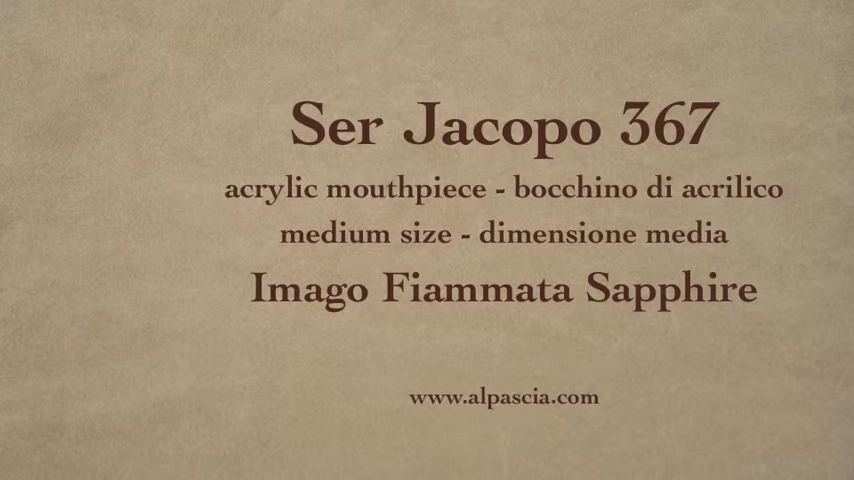 Ser Jacopo 367
acrylic mouthpiece - bocchino di acrilico
medium size - dimensione media
Imago Fiammata Sapphire
www.alpascia.com